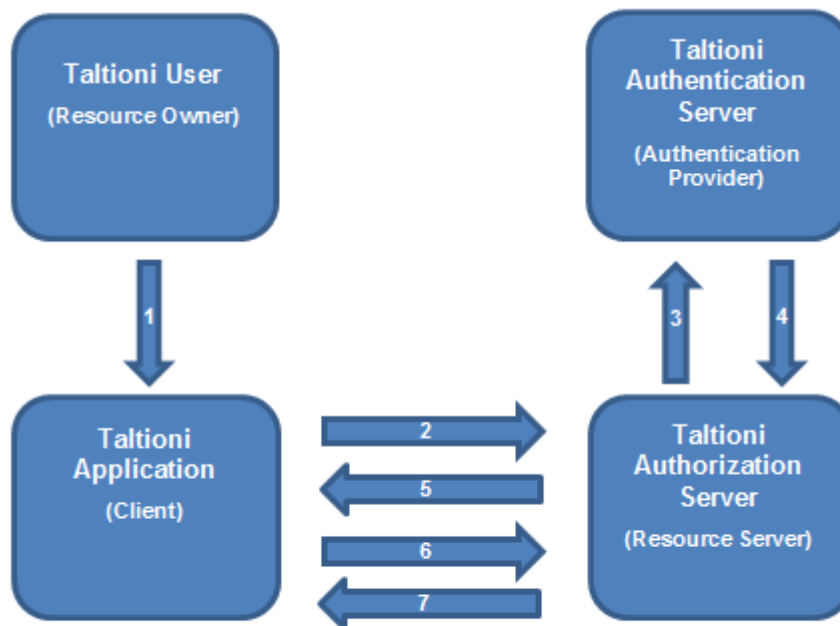 Taltioni User
(Resource Owner)
Taltioni
Authentication
Server
(Authentication
Provider)
1
3
4
Taltioni
Application
(Client)
2
5
6
7
Taltioni
Authorization
Server
(Resource Server)